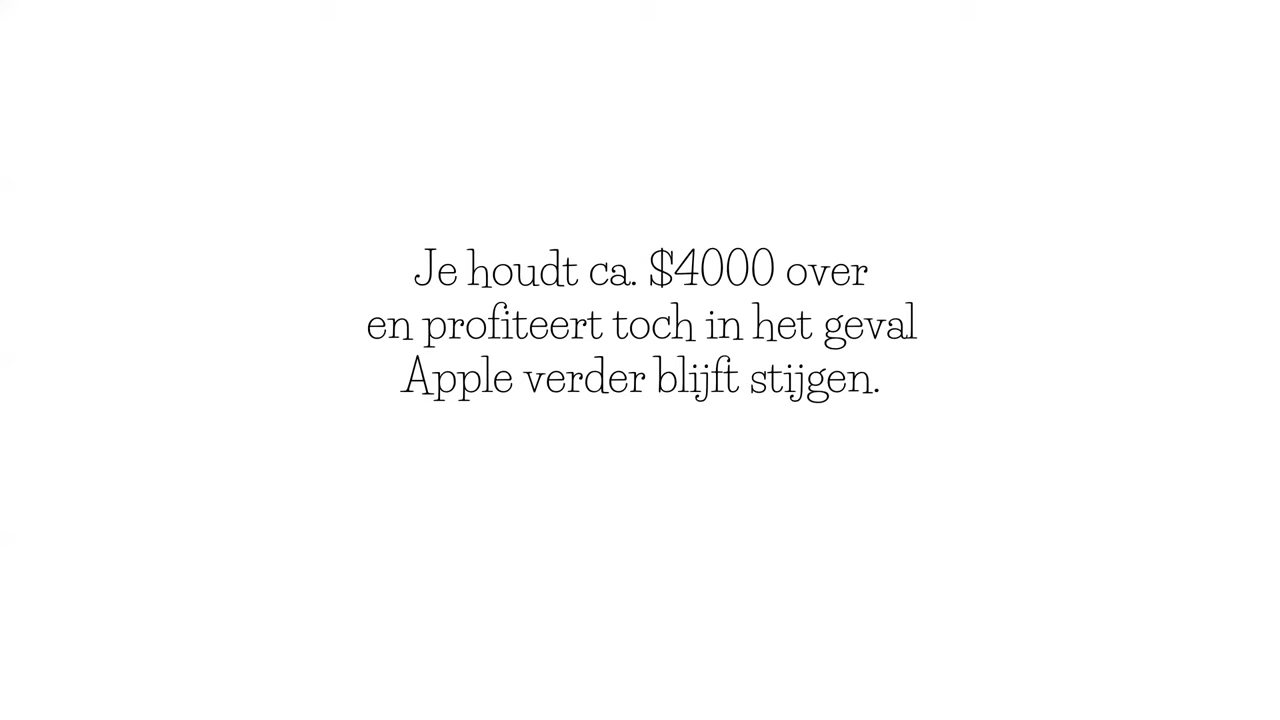 Je houdt ca. $4000 over
en profiteert toch in het geval
Apple verder blijft stijgen.